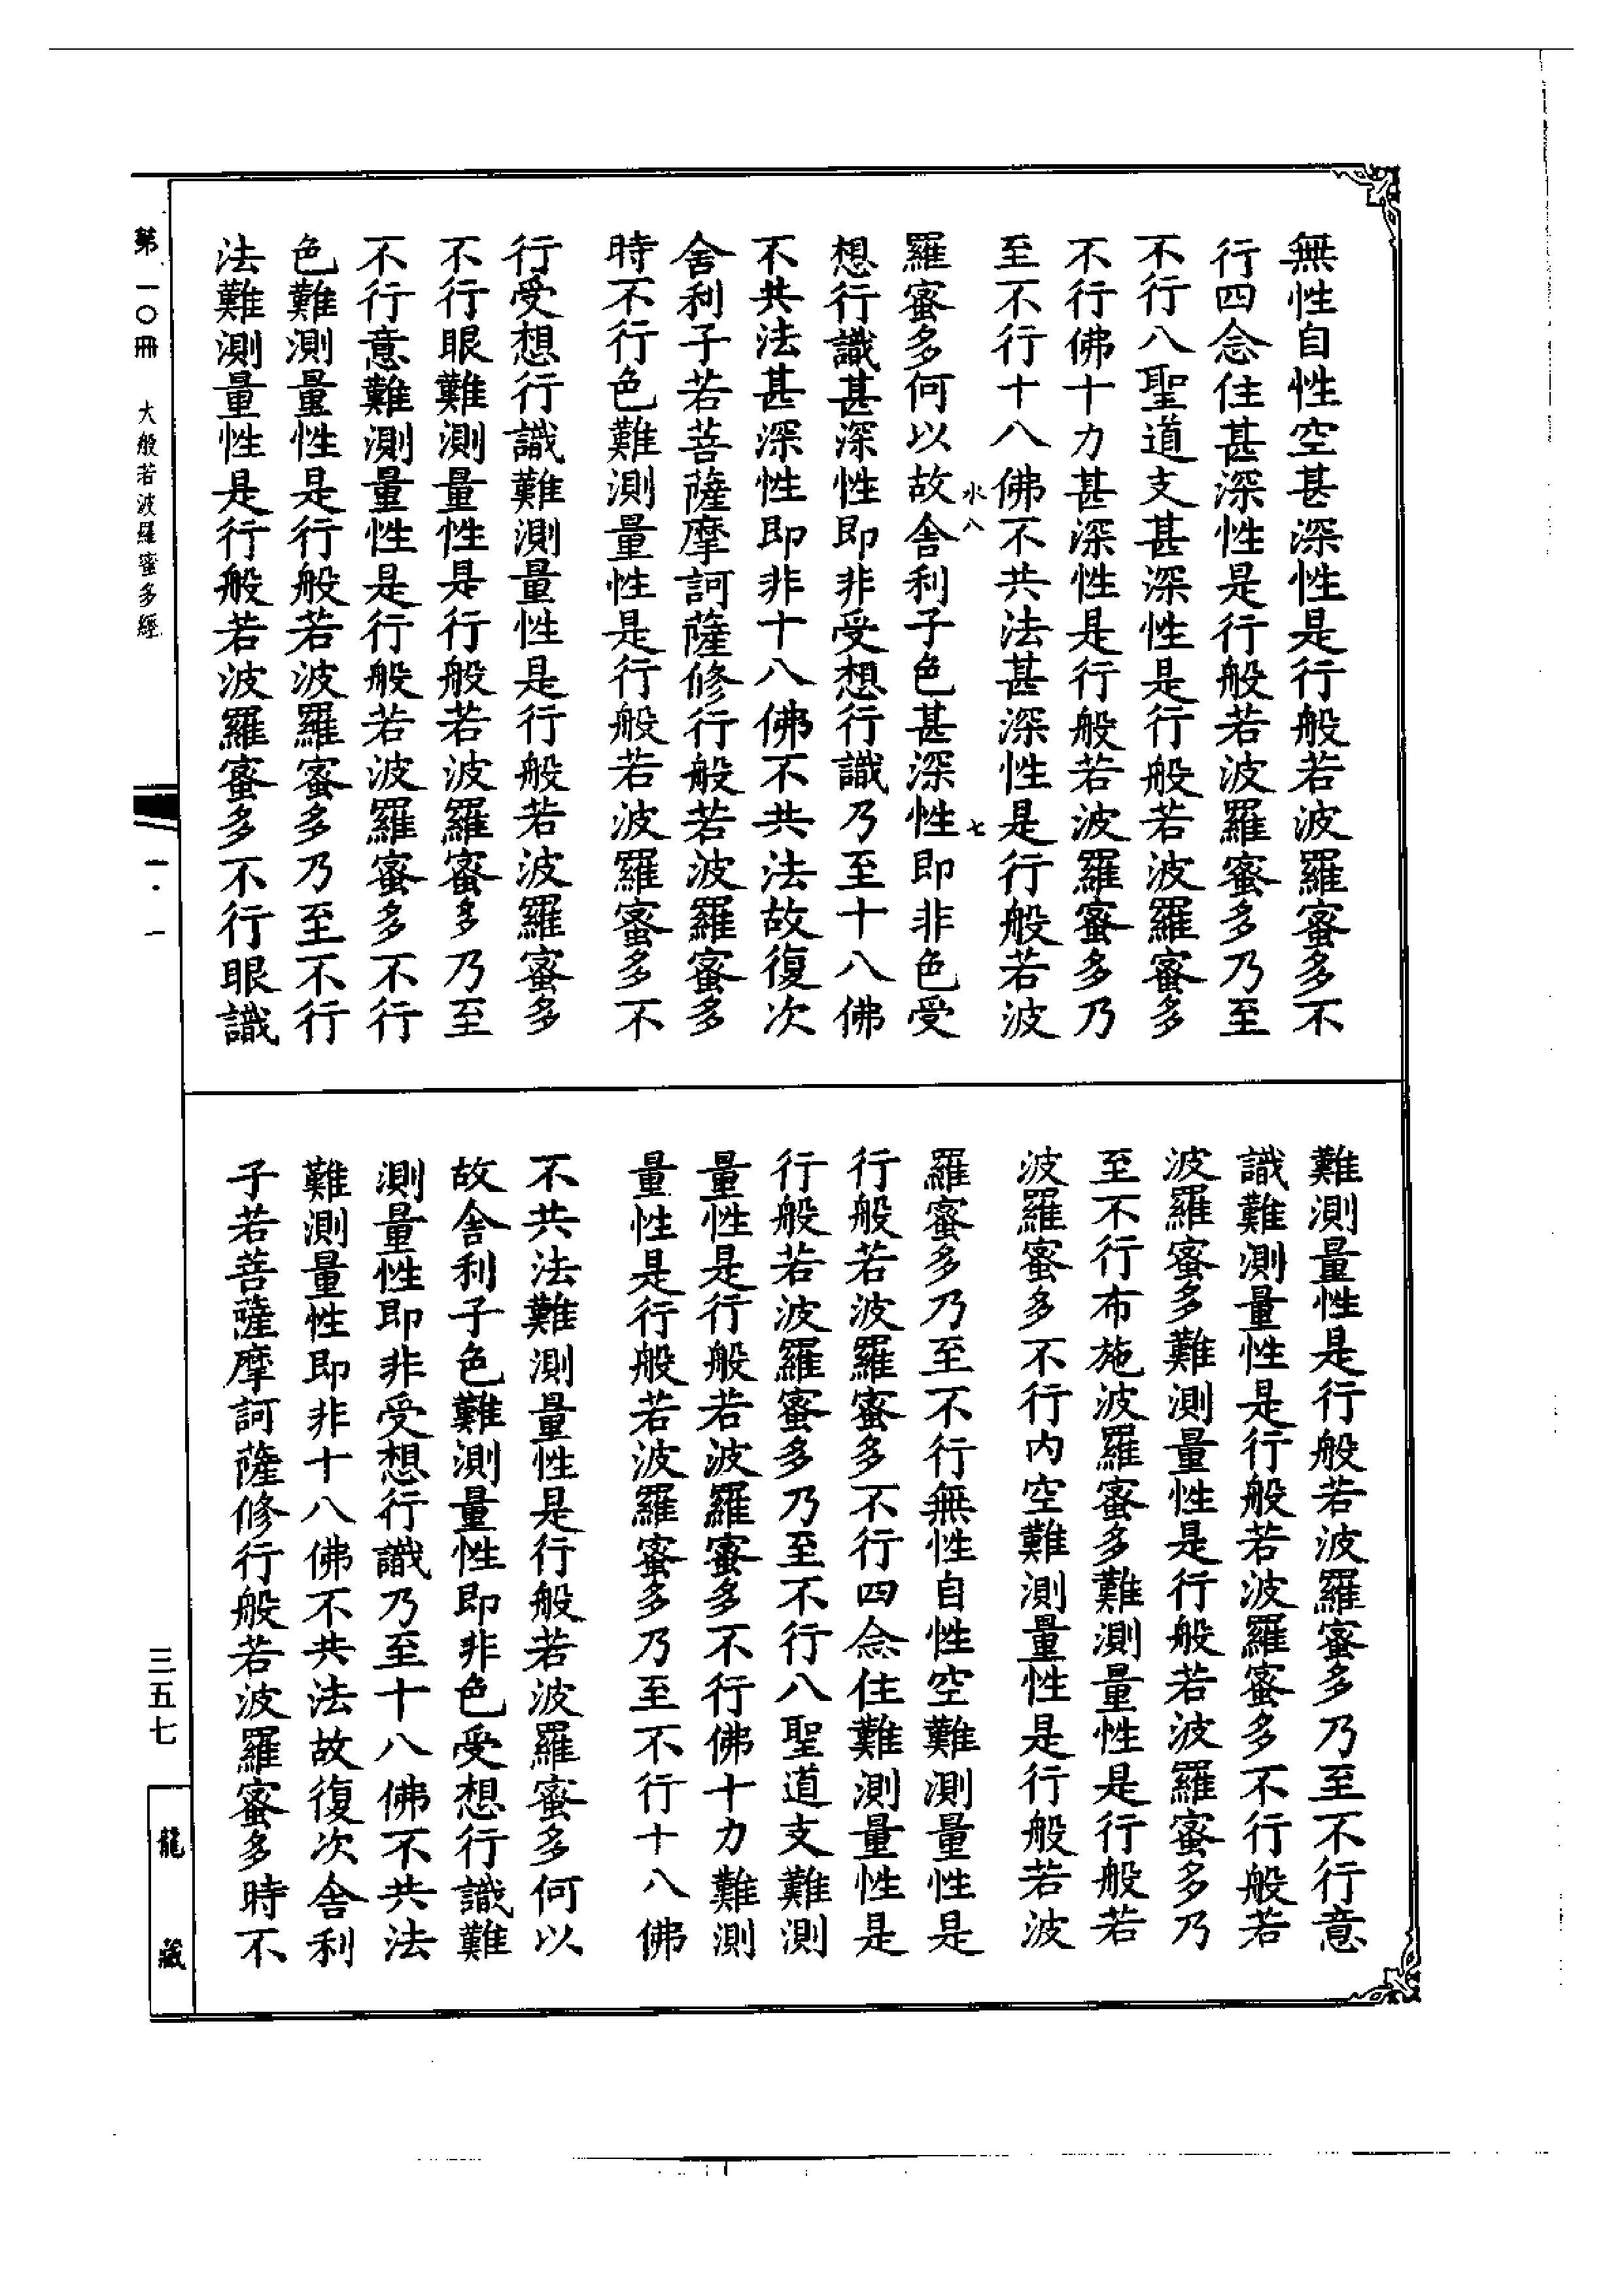 無性自性空甚深性是行般若波羅蜜多不
行四念住甚深性是行般若波羅蜜多乃至
不行八聖道支甚深性是行般若波羅蜜多
不行佛十力甚深性是行般若波羅蜜多乃
至不行十八佛不共法甚深性是行般若波
水八 七
羅蜜多何以故舍利子色甚深性即非色受
想行識甚深性即非受想行識乃至十八佛
不共法甚深性即非十八佛不共法故復次
舍利子若菩薩摩訶薩修行般若波羅蜜多
時不行色難測量性是行般若波羅蜜多不
行受想行識難測量性是行般若波羅蜜多
不行眼難測量性是行般若波羅蜜多乃至
不行意難測量性是行般若波羅蜜多不行
色難測量性是行般若波羅蜜多乃至不行
法難測量性是行般若波羅蜜多不行眼識
難測量性是行般若波羅蜜多乃至不行意
識難測量性是行般若波羅蜜多不行般若
波羅蜜多難測量性是行般若波羅蜜多乃
至不行布施波羅蜜多難測量性是行般若
波羅蜜多不行内空難測量性是行般若波
羅蜜多乃至不行無性自性空難測量性是
行般若波羅蜜多不行四念住難測量性是
行般若波羅蜜多乃至不行八聖道支難測
量性是行般若波羅蜜多不行佛十力難測
量性是行般若波羅蜜多乃至不行十八佛
不共法難測量性是行般若波羅蜜多何以
故舍利子色難測量性即非色受想行識難
測量性即非受想行識乃至十八佛不共法
難測量性即非十八佛不共法故復次舍利
子若菩薩摩訶薩修行般若波羅蜜多時不
第一〇冊 大般若波羅蜜多經
三五七
龍藏